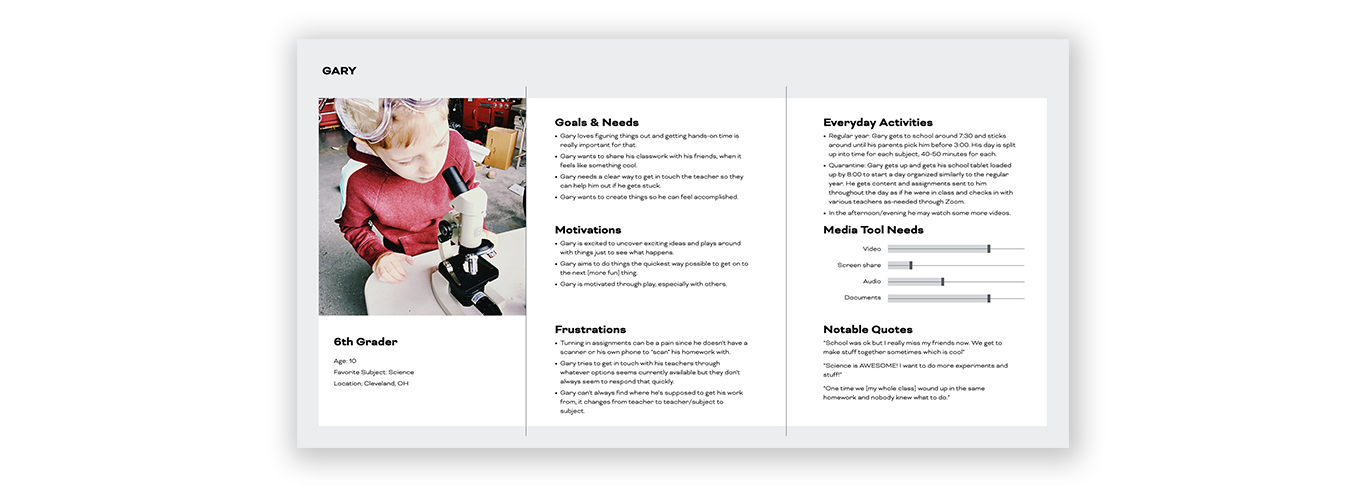 GARY
6th Grader
Age: 10
Favorite Subject: Science
Location: Cleveland, OH
Goals & Needs
• Gary loves figuring things out and getting hands-on time is
really important for that.
• Gary wants to share his classwork with his friends, when it
feels like something cool.
• Gary needs a clear way to get in touch the teacher so they
can help him out if he gets stuck.
• Gary wants to create things so he can feel accomplished.
Motivations
• Gary is excited to uncover exciting ideas and plays around
with things just to see what happens.
• Gary aims to do things the quickest way possible to get on to
the next [more fun] thing.
• Gary is motivated through play, especially with others.
Frustrations
• Turning in assignments can be a pain since he doesn't have a
scanner or his own phone to "scan" his homework with.
• Gary tries to get in touch with his teachers through
whatever options seems currently available but they don't
always seem to respond that quickly.
• Gary can't always find where he's supposed to get his work
from, it changes from teacher to teacher/subject to
subject.
Everyday Activities
• Regular year: Gary gets to school around 7:30 and sticks
around until his parents pick him before 3:00. His day is split
up into time for each subject, 40-50 minutes for each.
• Quarantine: Gary gets up and gets his school tablet loaded
up by 8:00 to start a day organized similarly to the regular
year. He gets content and assignments sent to him
throughout the day as if he were in class and checks in with
various teachers as-needed through Zoom.
• In the afternoon/evening he may watch some more videos.
Media Tool Needs
Video
Screen share
Audio
Documents
Notable Quotes
"School was ok but I really miss my friends now. We get to
make stuff together sometimes which is cool"
"Science is AWESOME! I want to do more experiments and
stuff!"
"One time we [my whole class] wound up in the same
homework and nobody knew what to do."